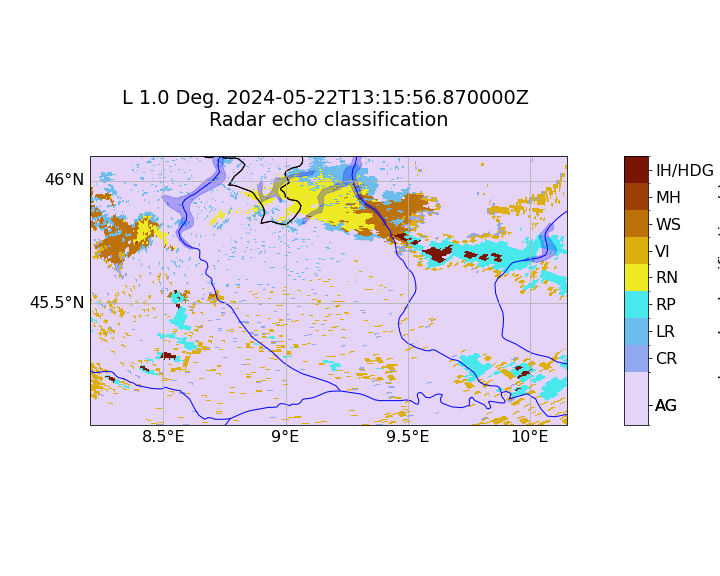 L 1.0 Deg. 2024-05-22T13:15:56.870000Z
Radar echo classification
46°N
45.5°N
8.5°E
9°E
9.5°E
10°E
IH/HDG
MH
WS
VI
RN
RP
LR
CR
AG